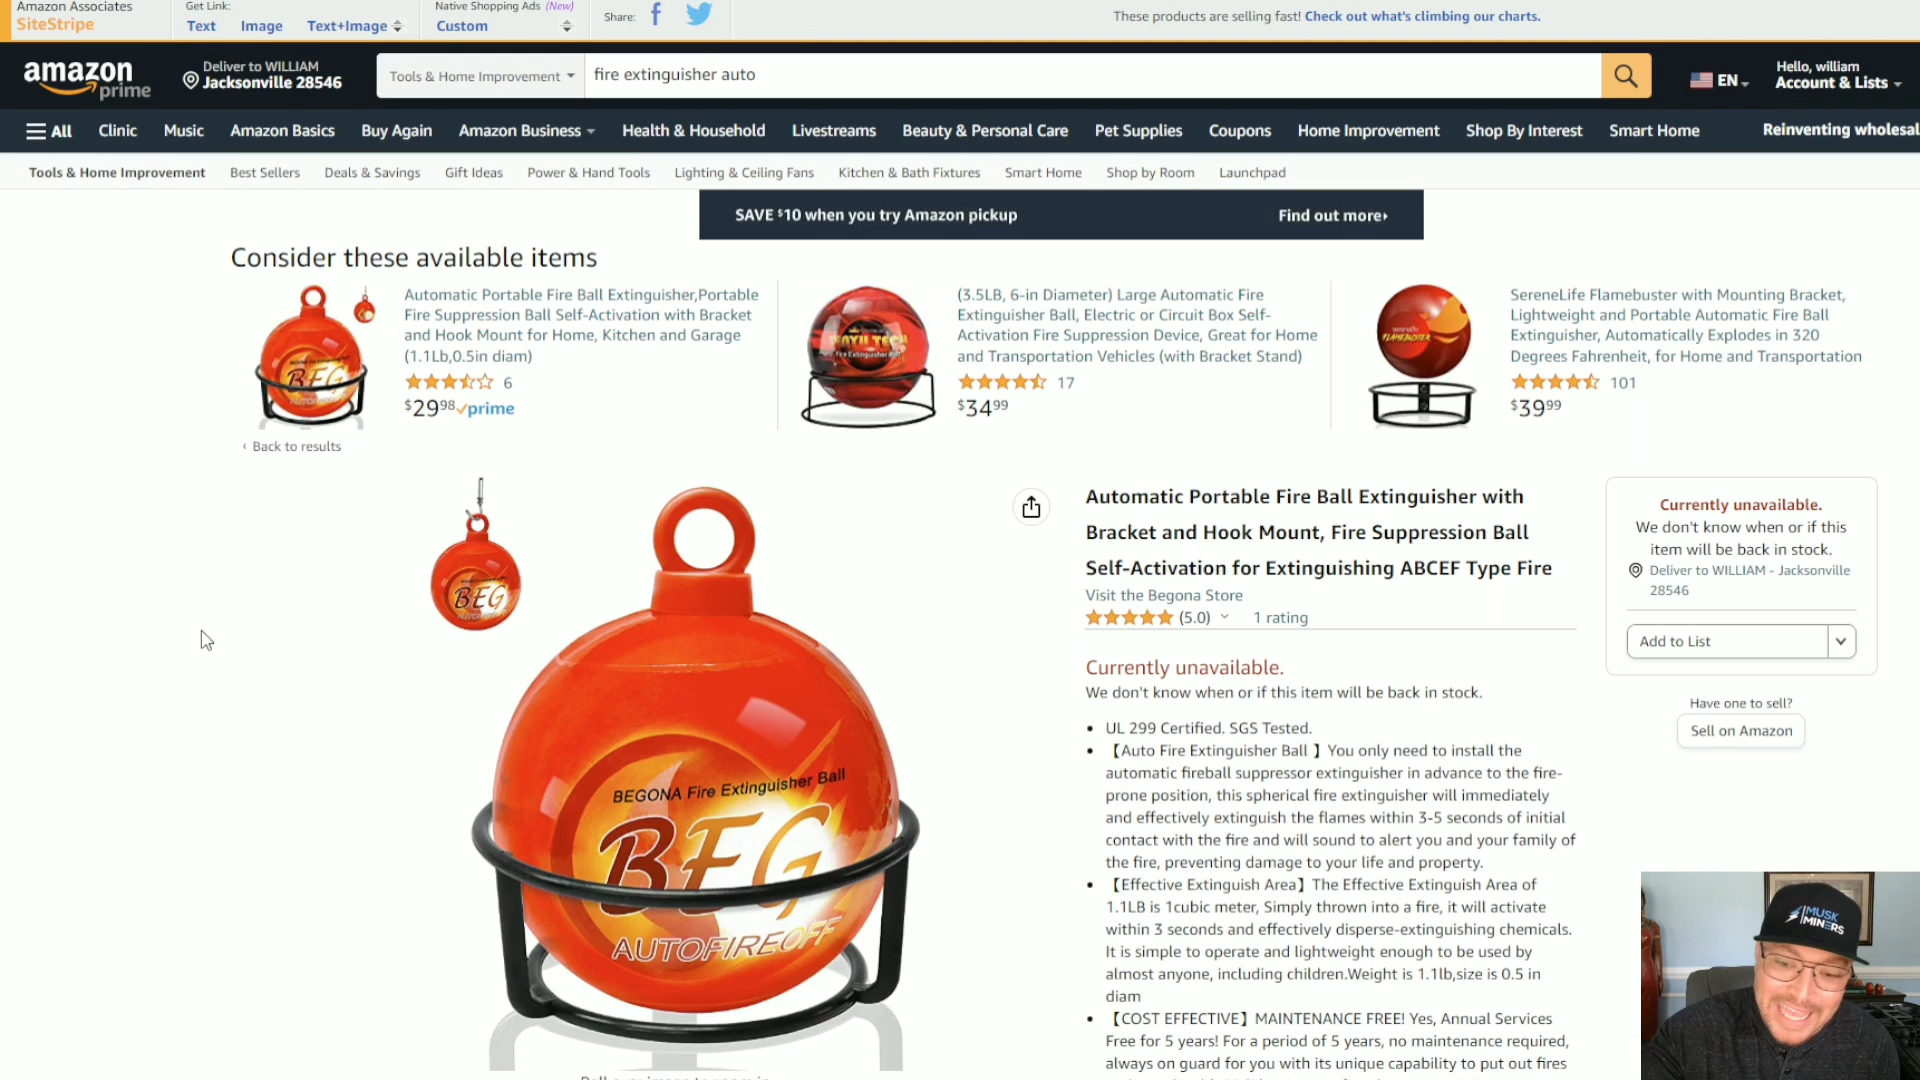 Amazon Associates
SiteStripe
Get Link:
Text Image Text+Image
Native Shopping Ads (New)
Custom
Share:
These products are selling fast! Check out what's climbing our charts.
amazon
prime
Deliver to WILLIAM
Jacksonville 28546
Tools & Home Improvement
fire extinguisher auto
EN
Hello, william
Account & Lists
All Clinic Music Amazon Basics Buy Again Amazon Business Health & Household Livestreams Beauty & Personal Care Pet Supplies Coupons Home Improvement Shop By Interest Smart Home Reinventing wholesal
Tools & Home Improvement Best Sellers Deals & Savings Gift Ideas Power & Hand Tools Lighting & Ceiling Fans Kitchen & Bath Fixtures Smart Home Shop by Room Launchpad
SAVE $10 when you try Amazon pickup Find out more
Consider these available items
Automatic Portable Fire Ball Extinguisher,Portable
Fire Suppression Ball Self-Activation with Bracket
and Hook Mount for Home, Kitchen and Garage
(1.1Lb,0.5in diam)
6
$2998 prime
(3.5LB, 6-in Diameter) Large Automatic Fire
Extinguisher Ball, Electric or Circuit Box Self-
Activation Fire Suppression Device, Great for Home
and Transportation Vehicles (with Bracket Stand)
17
$3499
SereneLife Flamebuster with Mounting Bracket,
Lightweight and Portable Automatic Fire Ball
Extinguisher, Automatically Explodes in 320
Degrees Fahrenheit, for Home and Transportation
101
$3999
‹ Back to results
BEG
BEGONA Fire Extinguisher Ball
BEG
AUTOFIREOFF
Automatic Portable Fire Ball Extinguisher with
Bracket and Hook Mount, Fire Suppression Ball
Self-Activation for Extinguishing ABCEF Type Fire
Visit the Begona Store
(5.0) 1 rating
Currently unavailable.
We don't know when or if this item will be back in stock.
• UL 299 Certified. SGS Tested.
• 【Auto Fire Extinguisher Ball 】You only need to install the
automatic fireball suppressor extinguisher in advance to the fire-
prone position, this spherical fire extinguisher will immediately
and effectively extinguish the flames within 3-5 seconds of initial
contact with the fire and will sound to alert you and your family of
the fire, preventing damage to your life and property.
• 【Effective Extinguish Area】The Effective Extinguish Area of
1.1LB is 1cubic meter, Simply thrown into a fire, it will activate
within 3 seconds and effectively disperse-extinguishing chemicals.
It is simple to operate and lightweight enough to be used by
almost anyone, including children.Weight is 1.1lb,size is 0.5 in
diam
• 【COST EFFECTIVE】MAINTENANCE FREE! Yes, Annual Services
Free for 5 years! For a period of 5 years, no maintenance required,
always on guard for you with its unique capability to put out fires
Currently unavailable.
We don't know when or if this
item will be back in stock.
Deliver to WILLIAM - Jacksonville
28546
Add to List
Have one to sell?
Sell on Amazon
MUSK
MINERS